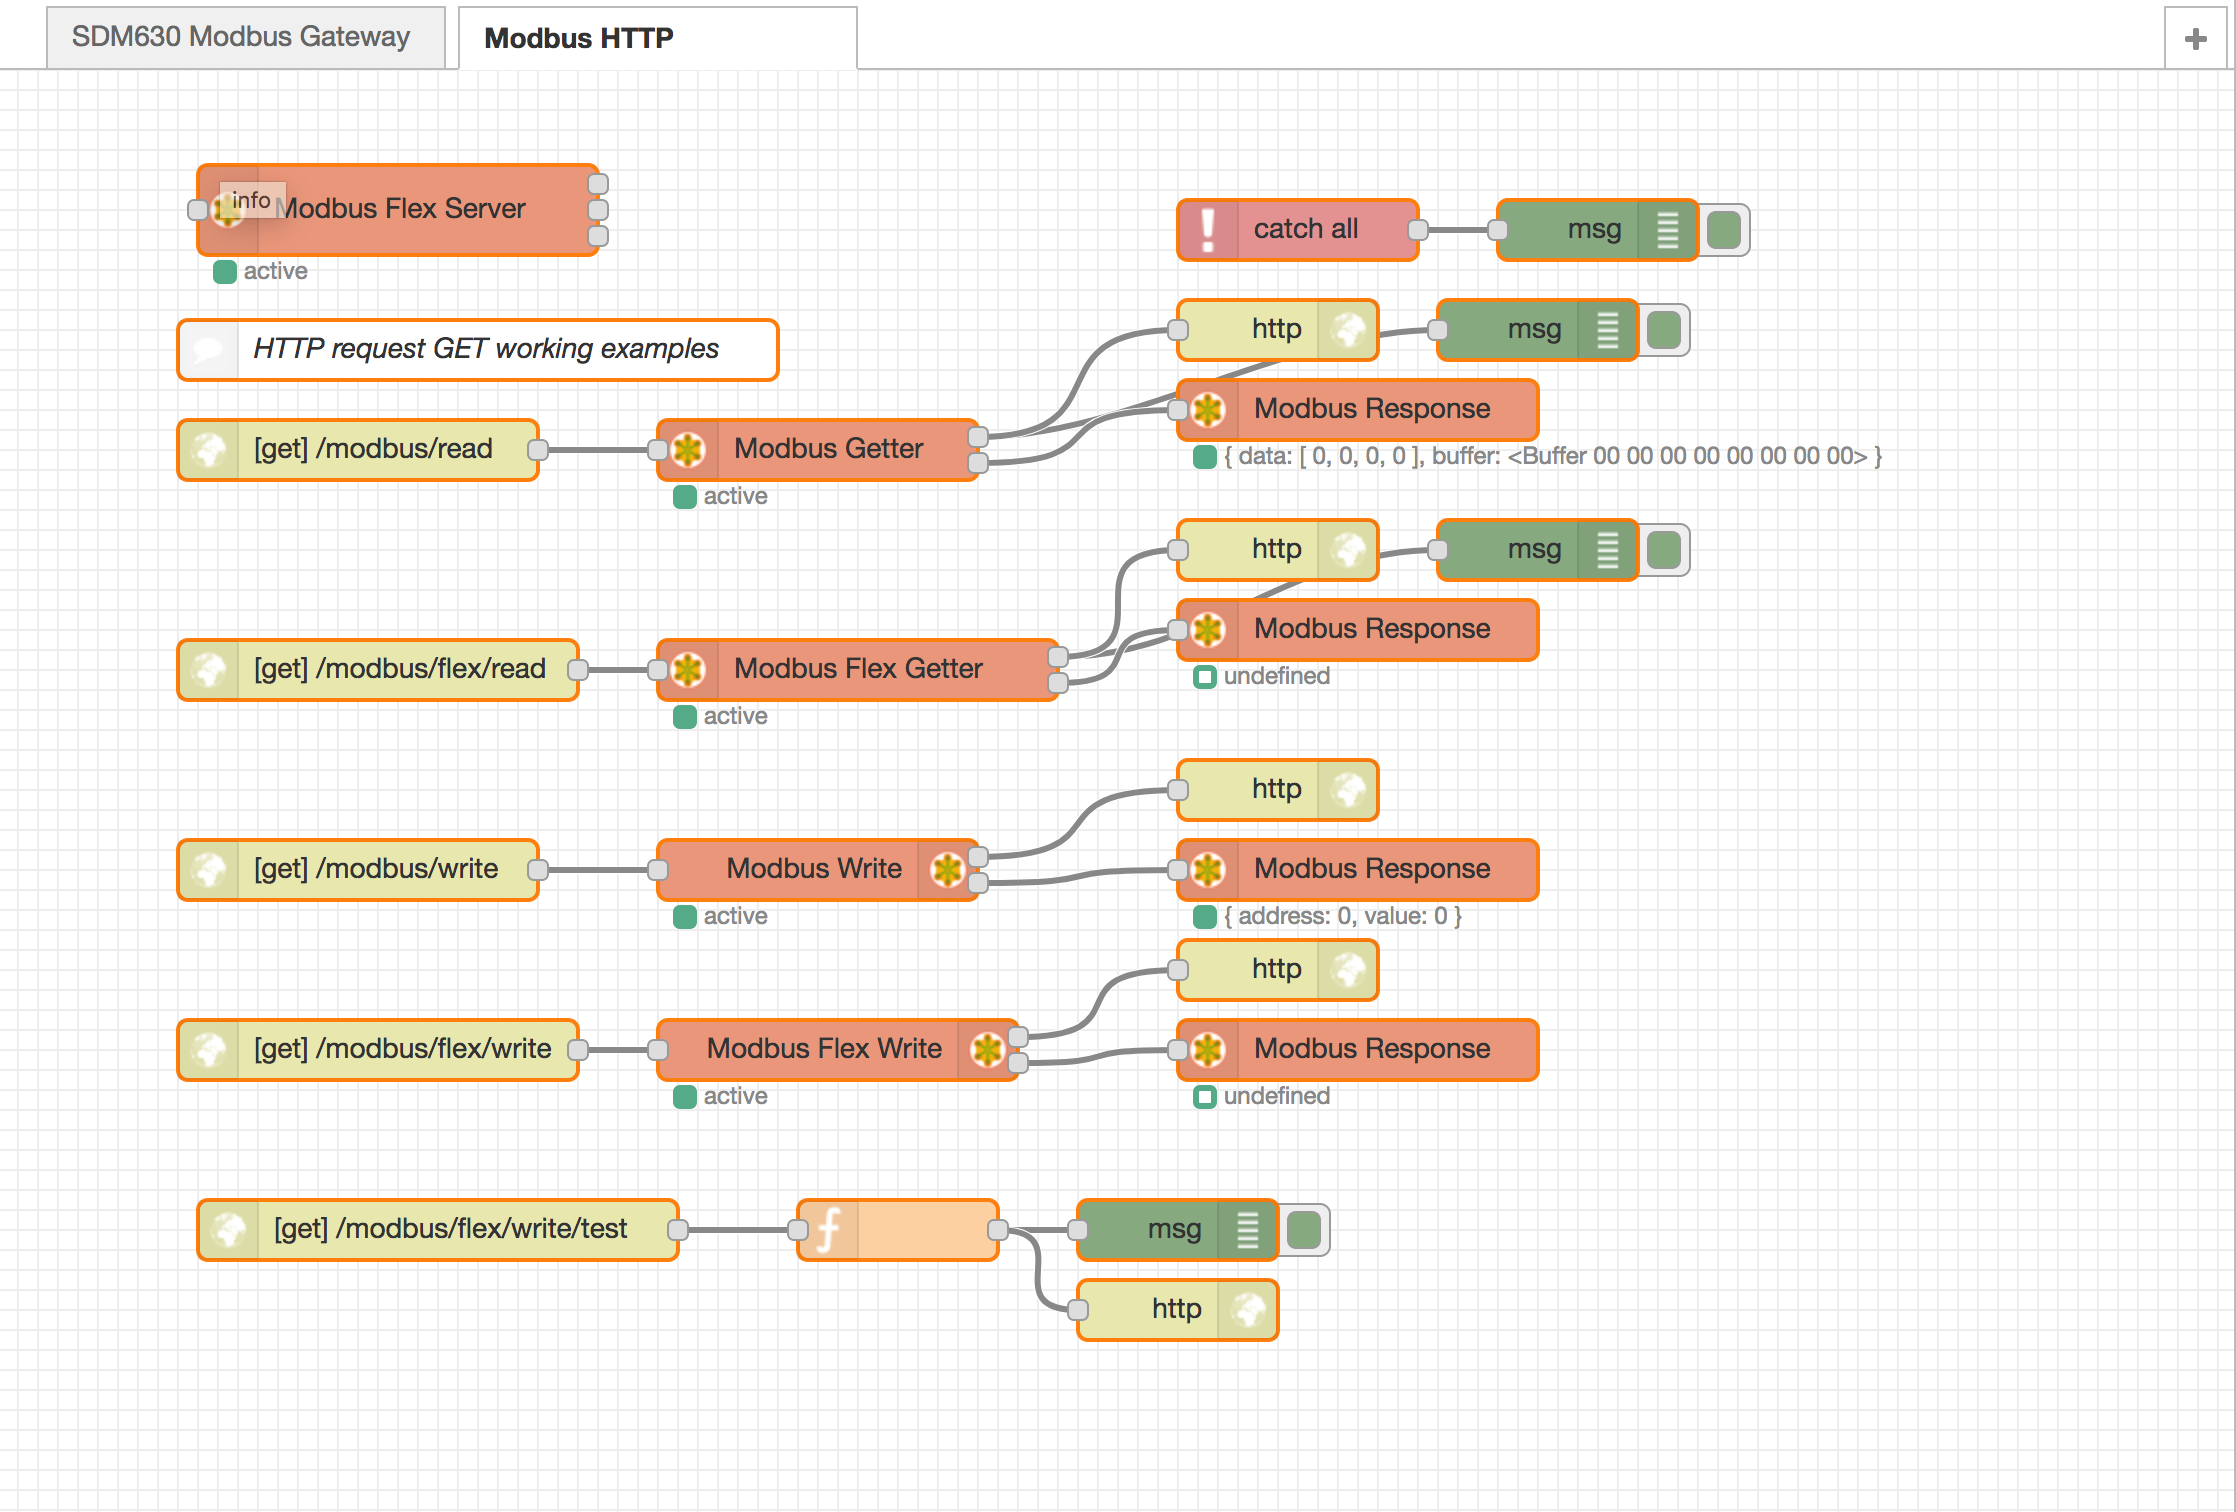 SDM630 Modbus Gateway
Modbus HTTP
info
Modbus Flex Server
active
catch all
msg
HTTP request GET working examples
http
msg
Modbus Response
{ data: [ 0, 0, 0, 0 ], buffer: <Buffer 00 00 00 00 00 00 00 00> }
[get] /modbus/read
Modbus Getter
active
http
msg
Modbus Response
undefined
[get] /modbus/flex/read
Modbus Flex Getter
active
http
[get] /modbus/write
Modbus Write
active
Modbus Response
{ address: 0, value: 0 }
http
[get] /modbus/flex/write
Modbus Flex Write
active
Modbus Response
undefined
[get] /modbus/flex/write/test
msg
http